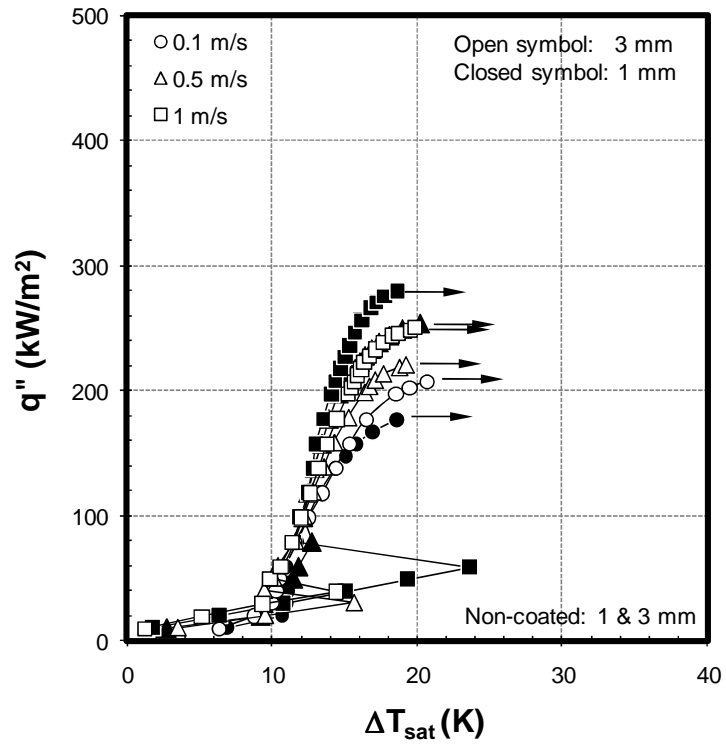 500
400
300
200
100
0
q" (kW/m²)
0.1 m/s
0.5 m/s
1 m/s
Open symbol: 3 mm
Closed symbol: 1 mm
Non-coated: 1 & 3 mm
0 10 20 30 40
ΔTsat (K)